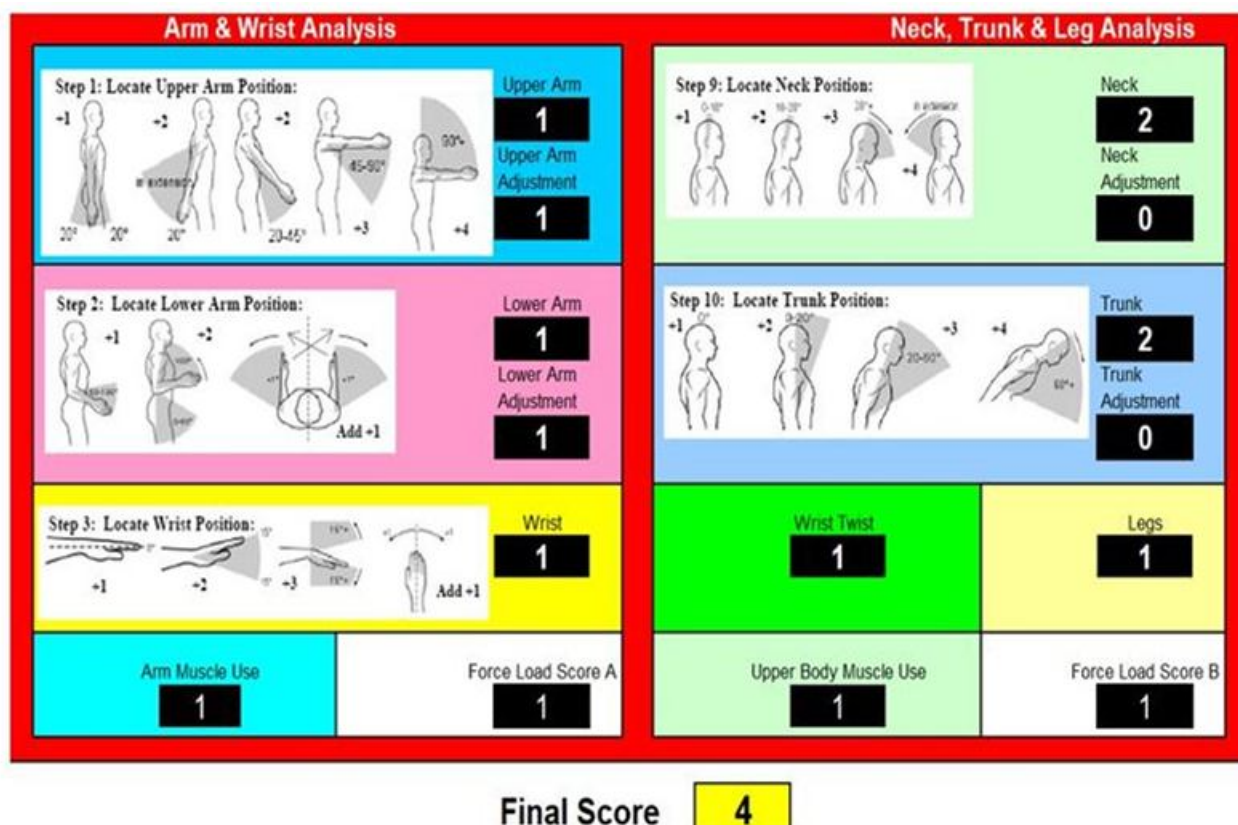 Arm & Wrist Analysis
Step 1: Locate Upper Arm Position:
+1
+2
+2
in extension
45-90°
90°+
20°
20°
20°
20-45°
+3
+4
Upper Arm
1
Upper Arm
Adjustment
1
Step 2: Locate Lower Arm Position:
+1
+2
Add +1
Lower Arm
1
Lower Arm
Adjustment
1
Step 3: Locate Wrist Position:
15°
15°
15°+
15°+
+1
+1
+1
+2
+3
Add +1
Wrist
1
Arm Muscle Use
1
Force Load Score A
1
Neck, Trunk & Leg Analysis
Step 9: Locate Neck Position:
+1
+2
+3
in extension
+4
Neck
2
Neck
Adjustment
0
Step 10: Locate Trunk Position:
+1
0°
+2
0-20°
20-60°
+3
+4
60°+
Trunk
2
Trunk
Adjustment
0
Wrist Twist
1
Legs
1
Upper Body Muscle Use
1
Force Load Score B
1
Final Score 4